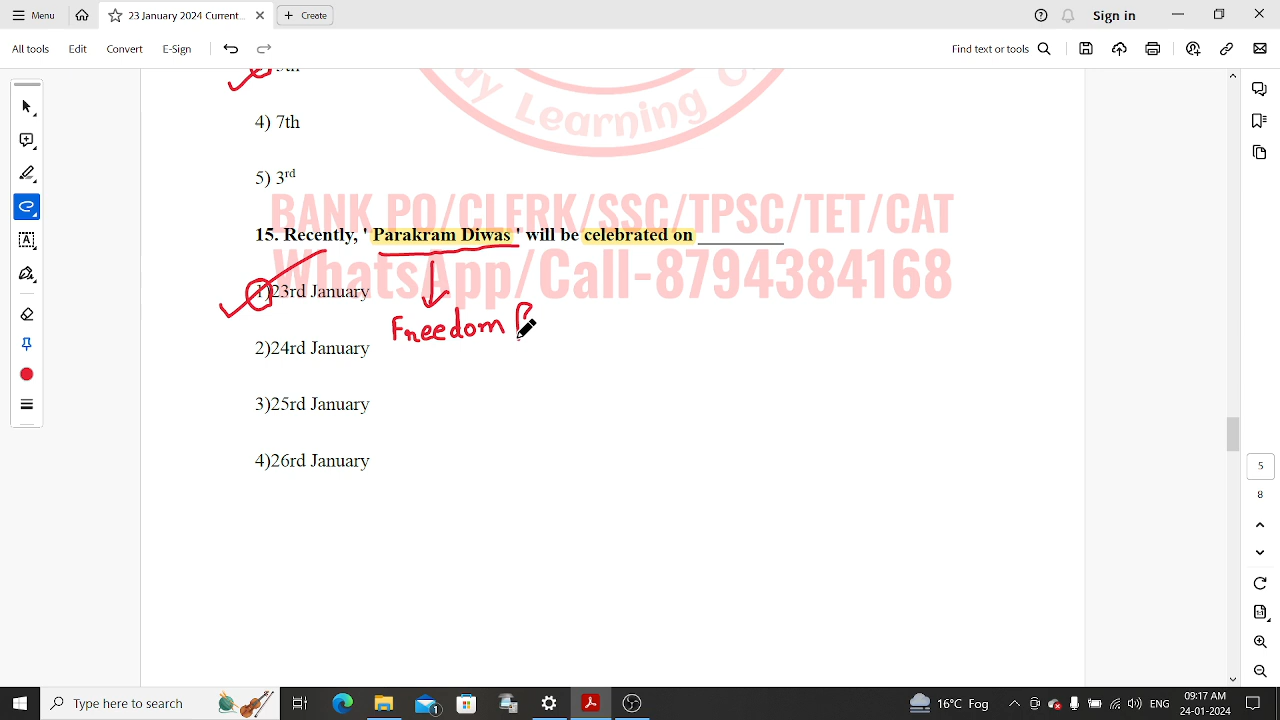 Menu
23 January 2024 Current...
Create
Sign in
All tools Edit Convert E-Sign
Find text or tools
4) 7th
5) 3rd
BANK PO/CLERK/SSC/TPSC/TET/CAT
15. Recently, ' Parakram Diwas ' will be celebrated on _________
WhatsApp/Call-8794384168
1)23rd January
Freedom
2)24rd January
3)25rd January
4)26rd January
Learning
5
8
Type here to search
1
16°C Fog
ENG
09:17 AM
24-01-2024